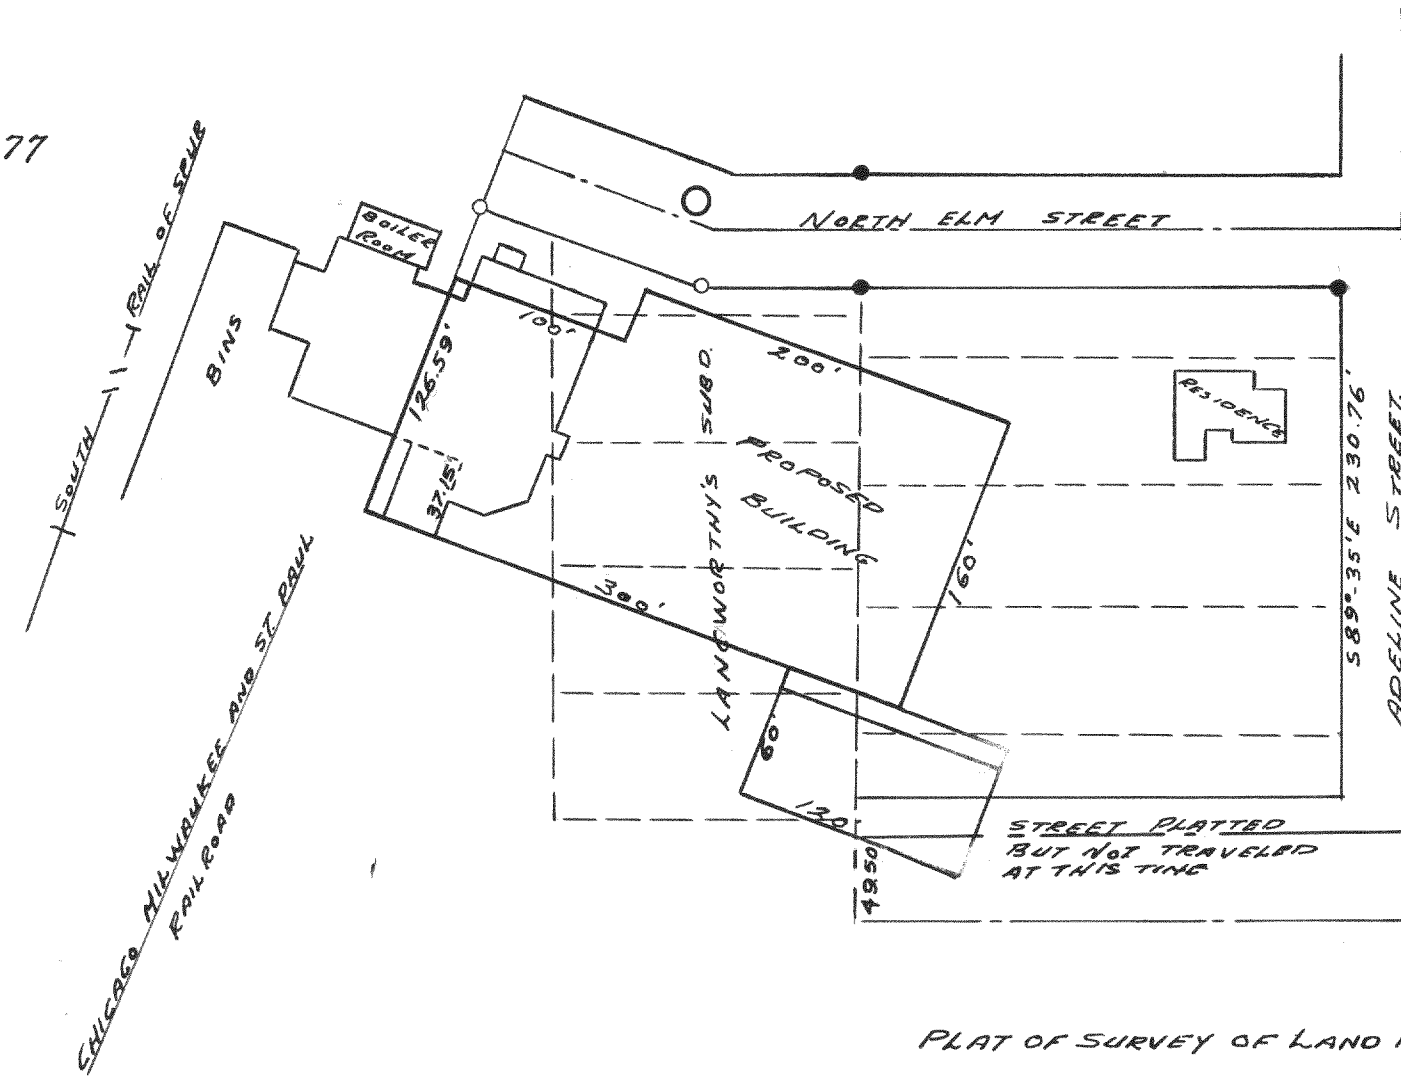 77
SOUTH RAIL OF SPUR
BOILER
ROOM
BINS
NORTH ELM STREET
100'
126.59'
37.15'
200'
LANGWORTHY'S SUBD.
PROPOSED
BUILDING
300'
160'
60'
120'
RESIDENCE
S89°-35'E 230.76'
ADELINE STREET
STREET PLATTED
BUT NOT TRAVELED
AT THIS TIME
49.50
CHICAGO MILWAUKEE AND ST. PAUL
RAILROAD
PLAT OF SURVEY OF LAND